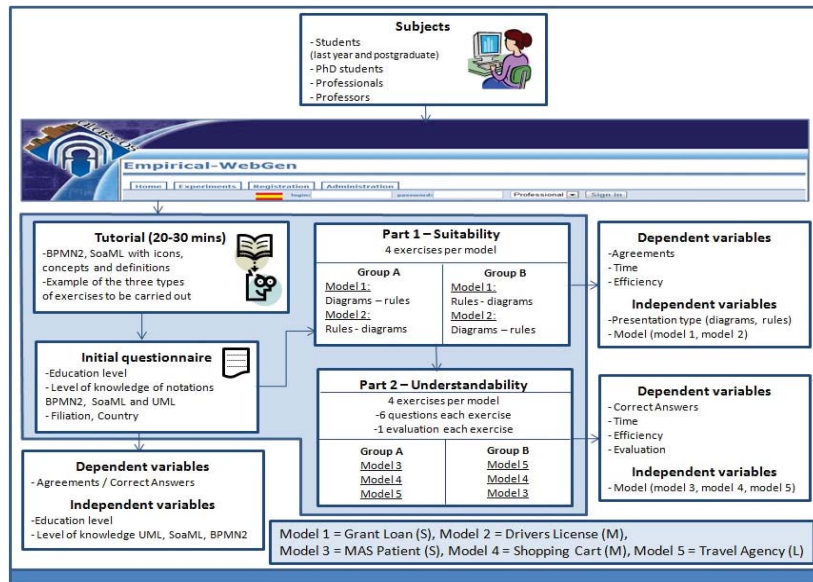 Subjects
- Students
(last year and postgraduate)
- PhD students
- Professionals
- Professors
ALARCOS
Empirical-WebGen
Home Experiments Registration Administration
login: password: Professional Sign in
Tutorial (20-30 mins)
-BPMN2, SoaML with icons,
concepts and definitions
-Example of the three types
of exercises to be carried out
Initial questionnaire
-Education level
- Level of knowledge of notations
BPMN2, SoaML and UML
- Filiation, Country
Part 1 – Suitability
4 exercises per model
Group A
Model 1:
Diagrams – rules
Model 2:
Rules - diagrams
Group B
Model 1:
Rules - diagrams
Model 2:
Diagrams – rules
Part 2 – Understandability
4 exercises per model
-6 questions each exercise
-1 evaluation each exercise
Group A
Model 3
Model 4
Model 5
Group B
Model 5
Model 4
Model 3
Dependent variables
-Agreements
- Time
- Efficiency
Independent variables
-Presentation type (diagrams, rules)
- Model (model 1, model 2)
Dependent variables
- Correct Answers
- Time
- Efficiency
- Evaluation
Independent variables
- Model (model 3, model 4, model 5)
Dependent variables
- Agreements / Correct Answers
Independent variables
-Education level
- Level of knowledge UML, SoaML, BPMN2
Model 1 = Grant Loan (S), Model 2 = Drivers License (M),
Model 3 = MAS Patient (S), Model 4 = Shopping Cart (M), Model 5 = Travel Agency (L)